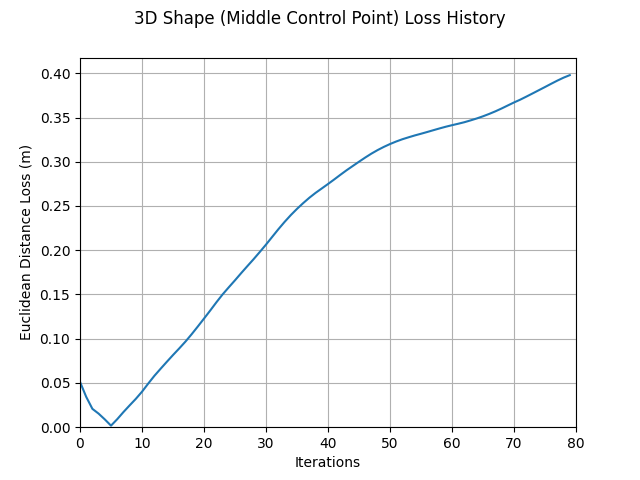 3D Shape (Middle Control Point) Loss History
0.40
0.35
0.30
0.25
0.20
0.15
0.10
0.05
0.00
Euclidean Distance Loss (m)
0 10 20 30 40 50 60 70 80
Iterations